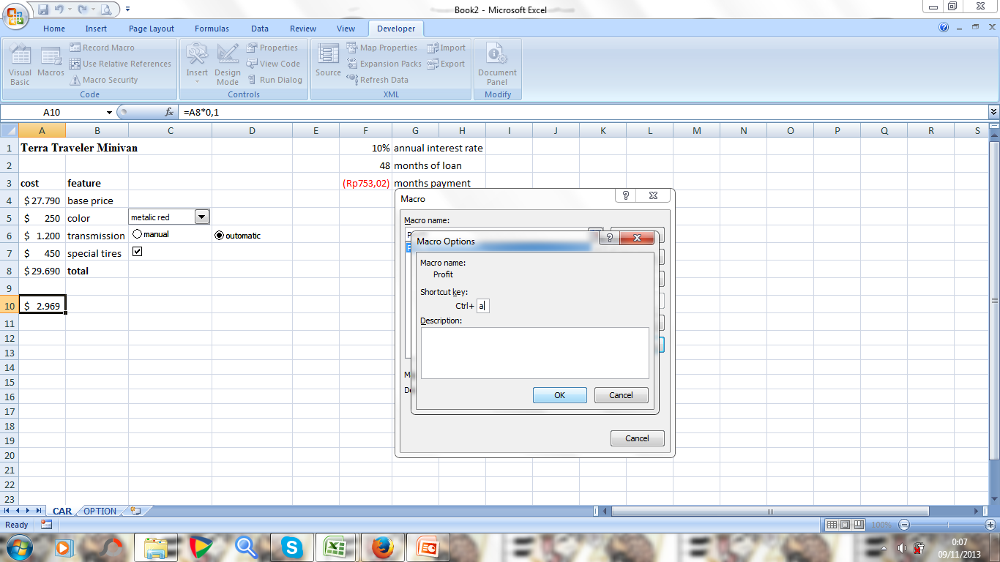 Book2 - Microsoft Excel
Home Insert Page Layout Formulas Data Review View Developer
Visual Basic
Macros
Record Macro
Use Relative References
Macro Security
Code
Insert
Design Mode
Properties
View Code
Run Dialog
Controls
Source
Map Properties
Expansion Packs
Refresh Data
Import
Export
XML
Document Panel
Modify
A10 fx =A8*0,1
A B C D E F G H I J K L M N O P Q R S
1 Terra Traveler Minivan 10% annual interest rate
2 48 months of loan
3 cost feature (Rp753,02) months payment
4 $ 27.790 base price
5 $ 250 color metalic red
6 $ 1.200 transmission manual otomatic
7 $ 450 special tires
8 $ 29.690 total
9
10 $ 2.969
11
12
13
14
15
16
17
18
19
20
21
22
23
Macro
Macro name:
Macro Options
Macro name:
Profit
Shortcut key:
Ctrl+ a
Description:
OK Cancel
Cancel
CAR OPTION
Ready 100%
0:07
09/11/2013